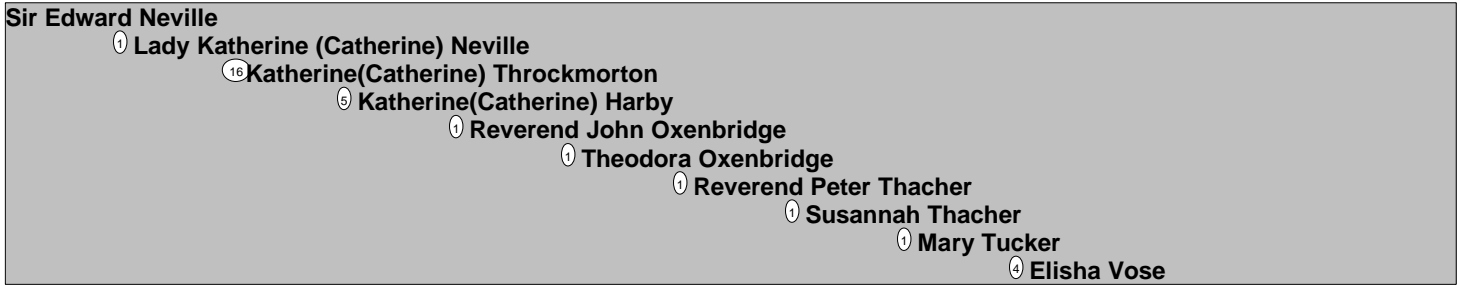 Sir Edward Neville
1 Lady Katherine (Catherine) Neville
16 Katherine(Catherine) Throckmorton
5 Katherine(Catherine) Harby
1 Reverend John Oxenbridge
1 Theodora Oxenbridge
1 Reverend Peter Thacher
1 Susannah Thacher
1 Mary Tucker
4 Elisha Vose